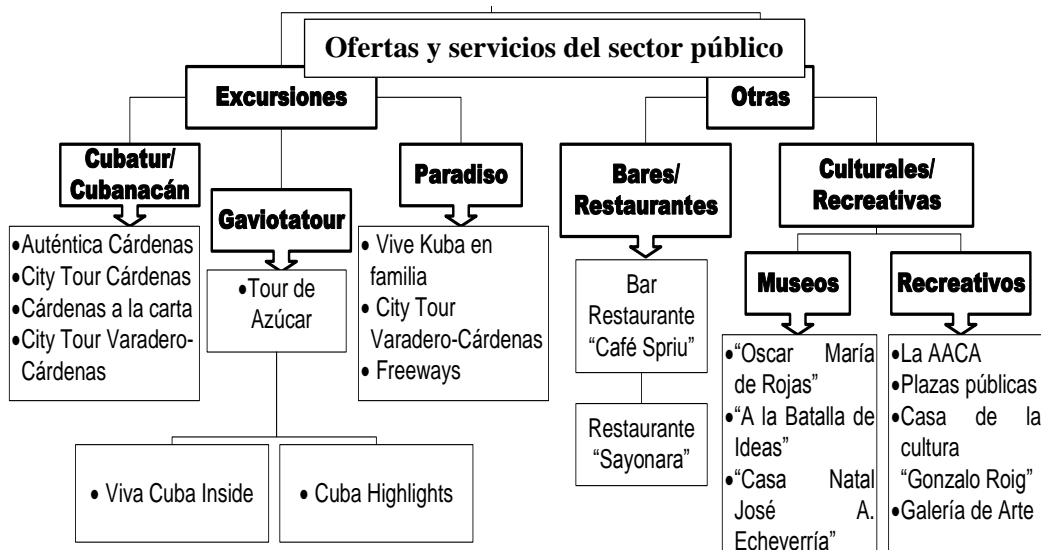 Ofertas y servicios del sector público
Excursiones
Otras
Cubatur/
Cubanacán
Gaviotatour
Paradiso
Bares/
Restaurantes
Culturales/
Recreativas
•Auténtica Cárdenas
•City Tour Cárdenas
•Cárdenas a la carta
•City Tour Varadero-
Cárdenas
•Tour de
Azúcar
• Vive Kuba en
familia
• City Tour
Varadero-Cárdenas
• Freeways
• Viva Cuba Inside
• Cuba Highlights
Bar
Restaurante
“Café Spriu”
Restaurante
“Sayonara”
Museos
Recreativos
•“Oscar María
de Rojas”
•“A la Batalla de
Ideas”
•“Casa Natal
José A.
Echeverría”
•La AACA
•Plazas públicas
•Casa de la
cultura
“Gonzalo Roig”
•Galería de Arte